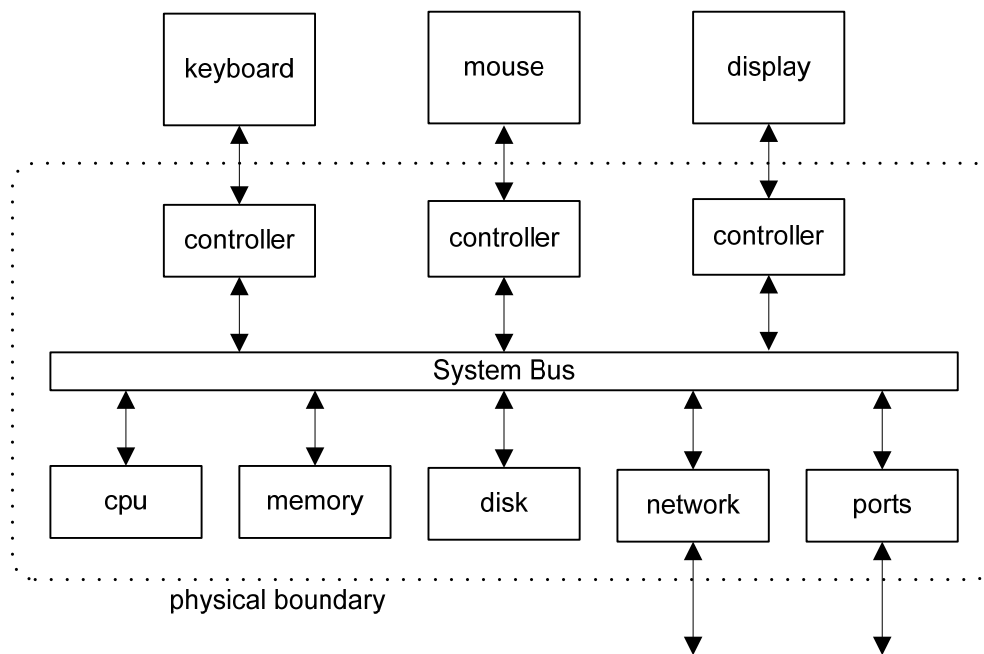 keyboard
mouse
display
controller
controller
controller
System Bus
cpu
memory
disk
network
ports
physical boundary